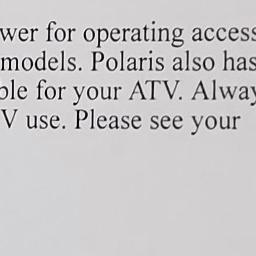 wer for operating access
models. Polaris also has
ble for your ATV. Alway
V use. Please see your